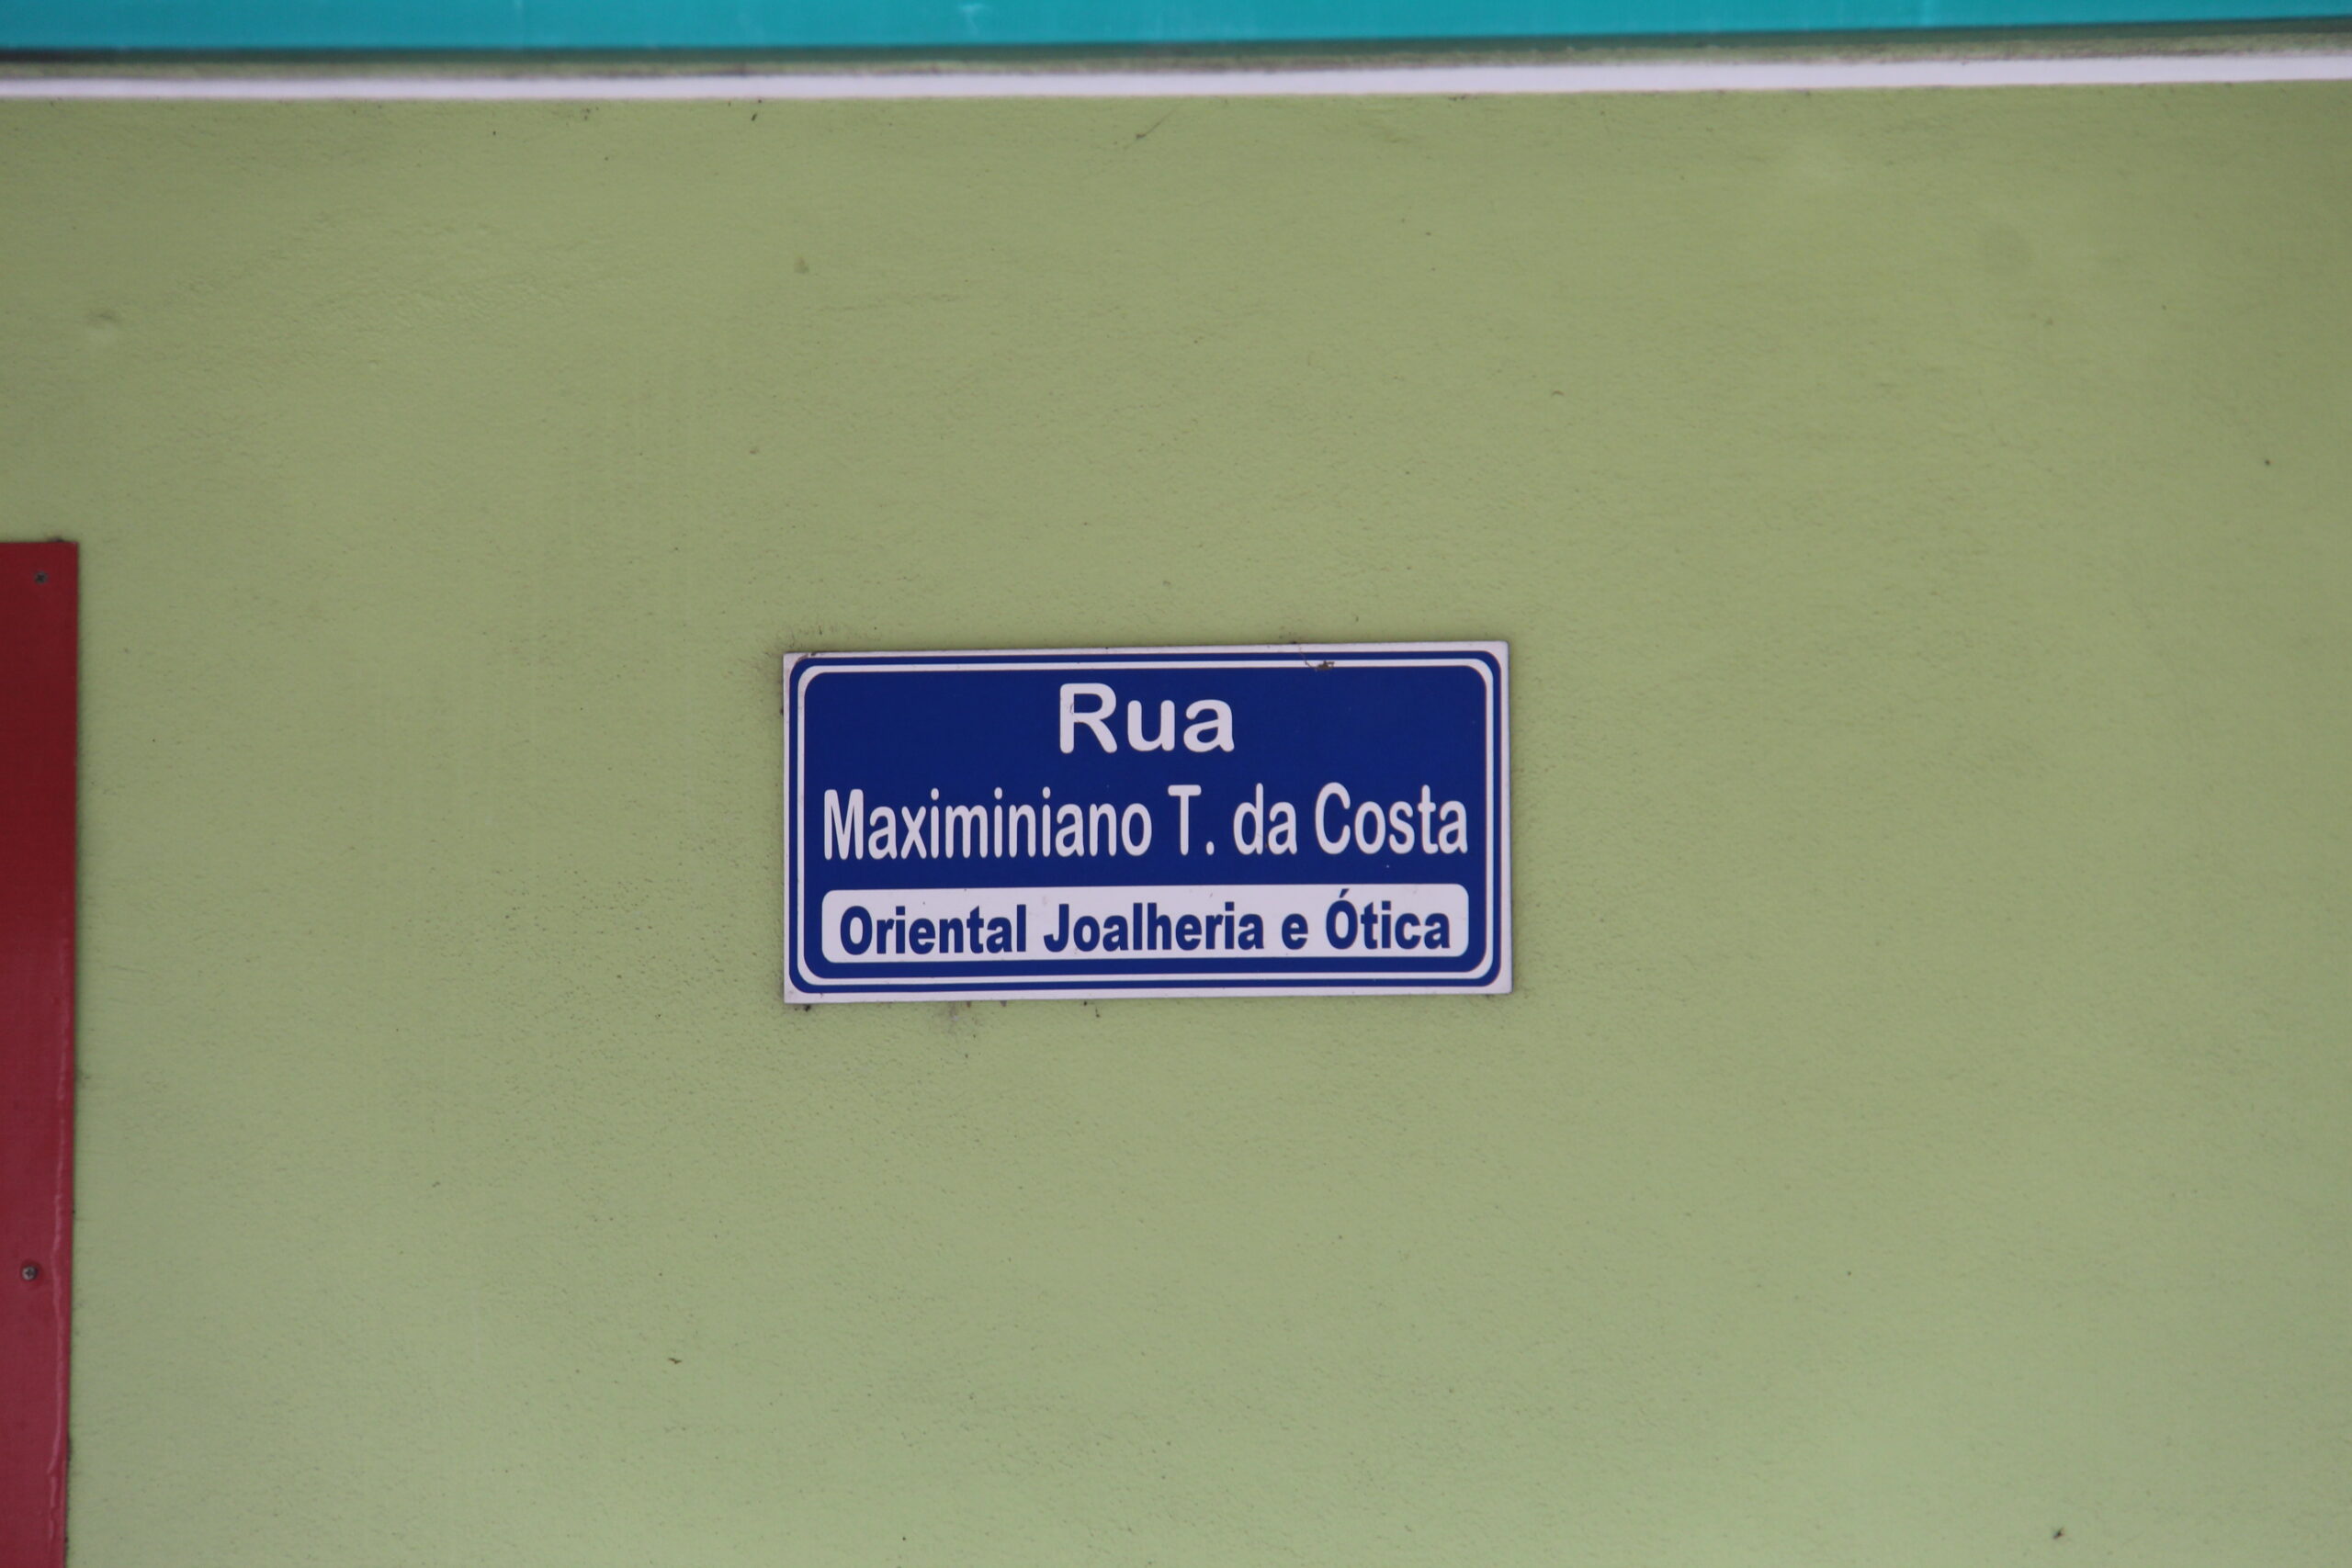 Rua
Maximiniano T. da Costa
Oriental Joalheria e Ótica